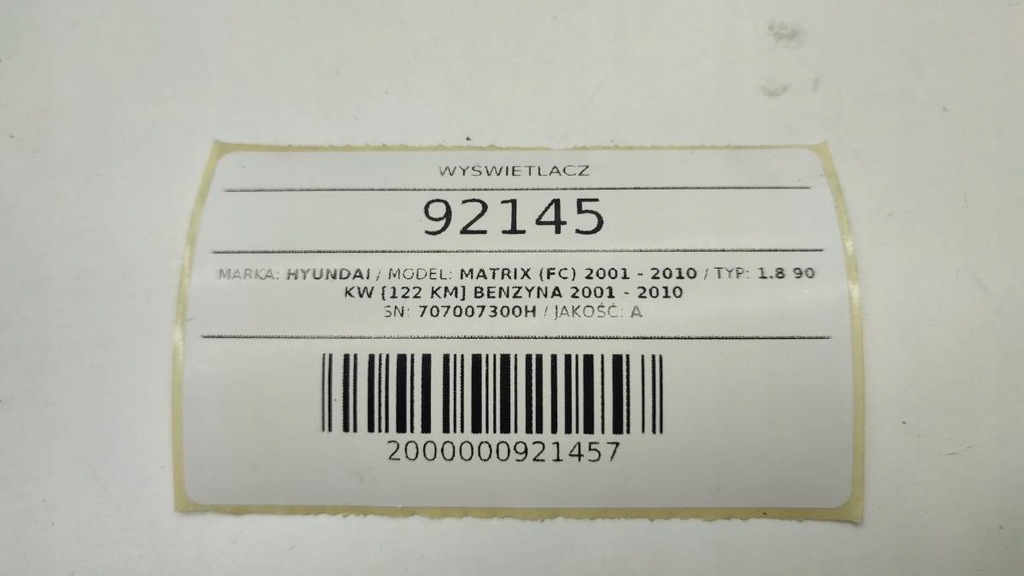 WYŚWIETLACZ
92145
MARKA: HYUNDAI / MODEL: MATRIX (FC) 2001 - 2010 / TYP: 1.8 90
KW [122 KM] BENZYNA 2001 - 2010
SN: 707007300H / JAKOŚĆ: A
2000000921457